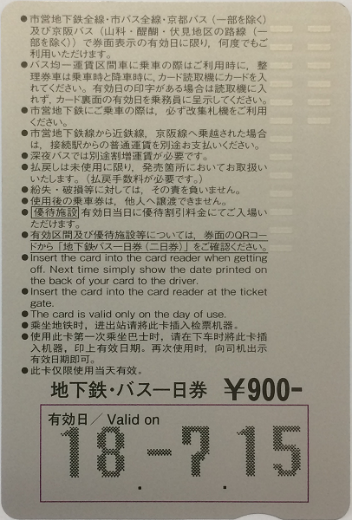 ●市営地下鉄全線・市バス全線・京都バス（一部を除く）
及び京阪バス（山科・醍醐・伏見地区の路線（一
部を除く））で券面表示の有効日に限り、何度でもご
利用いただけます。
●バス均一運賃区間車に乗車の際はご利用時に、整
理券車は乗車時と降車時に、カード読取機にカードを入
れてください。有効日の印字がある場合は読取機に入
れず、カード裏面の有効日を乗務員に呈示してください。
●市営地下鉄にご乗車の際は、必ず改集札機をご利用
ください。
●市営地下鉄線から近鉄線、京阪線へ乗越された場合
は、接続駅からの普通運賃を別途お支払いください。
●深夜バスでは別途割増運賃が必要です。
●払戻しは未使用に限り、発売箇所においてお取扱い
いたします。（払戻手数料が必要です。）
●紛失・破損等に対しては、その責を負いません。
●使用後の乗車券は、他人へ譲渡できません。
●優待施設 有効日当日に優待割引料金にてご入場い
ただけます。
●有効区間及び優待施設等については、券面のQRコー
ドから「地下鉄バス一日券（二日券）」をご確認ください。
●Insert the card into the card reader when getting
off. Next time simply show the date printed on
the back of your card to the driver.
●Insert the card into the card reader at the ticket
gate.
●The card is valid only on the day of use.
●乘坐地铁时，进出站请将此卡插入检票机器。
●使用此卡第一次乘坐巴士时，请在下车时将此卡插
入机器，印上有效日期。再次使用时，向司机出示
有效日期即可。
●此卡仅限使用当天有效。
地下鉄・バス一日券 ¥900-
有効日／Valid on
18.-7.15